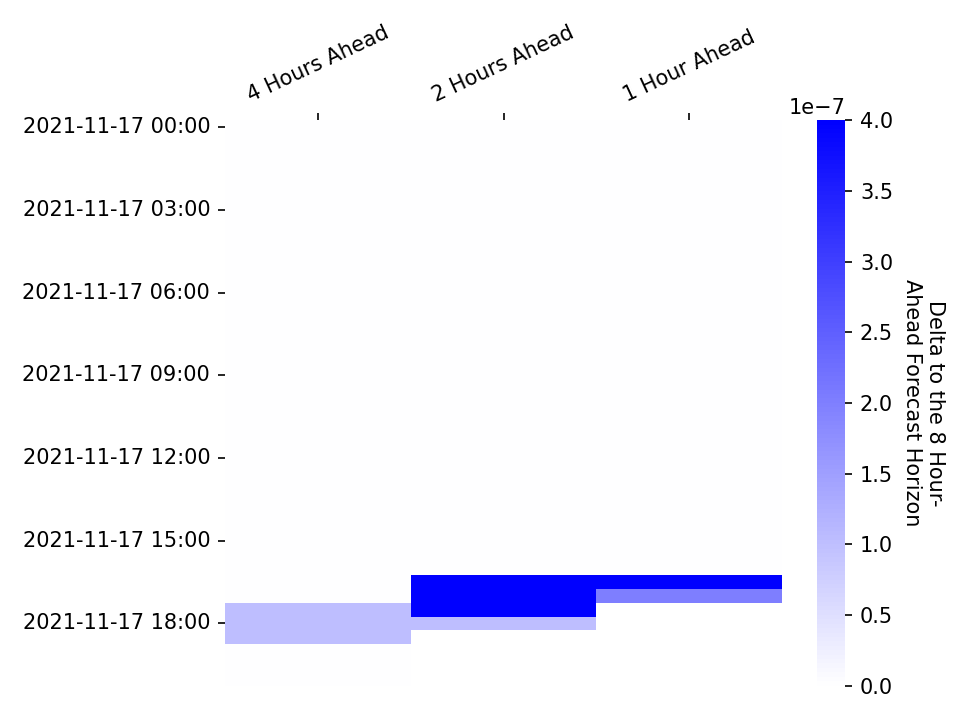 4 Hours Ahead
2 Hours Ahead
1 Hour Ahead
2021-11-17 00:00
2021-11-17 03:00
2021-11-17 06:00
2021-11-17 09:00
2021-11-17 12:00
2021-11-17 15:00
2021-11-17 18:00
1e−7
4.0
3.5
3.0
2.5
2.0
1.5
1.0
0.5
0.0
Delta to the 8 Hour-
Ahead Forecast Horizon